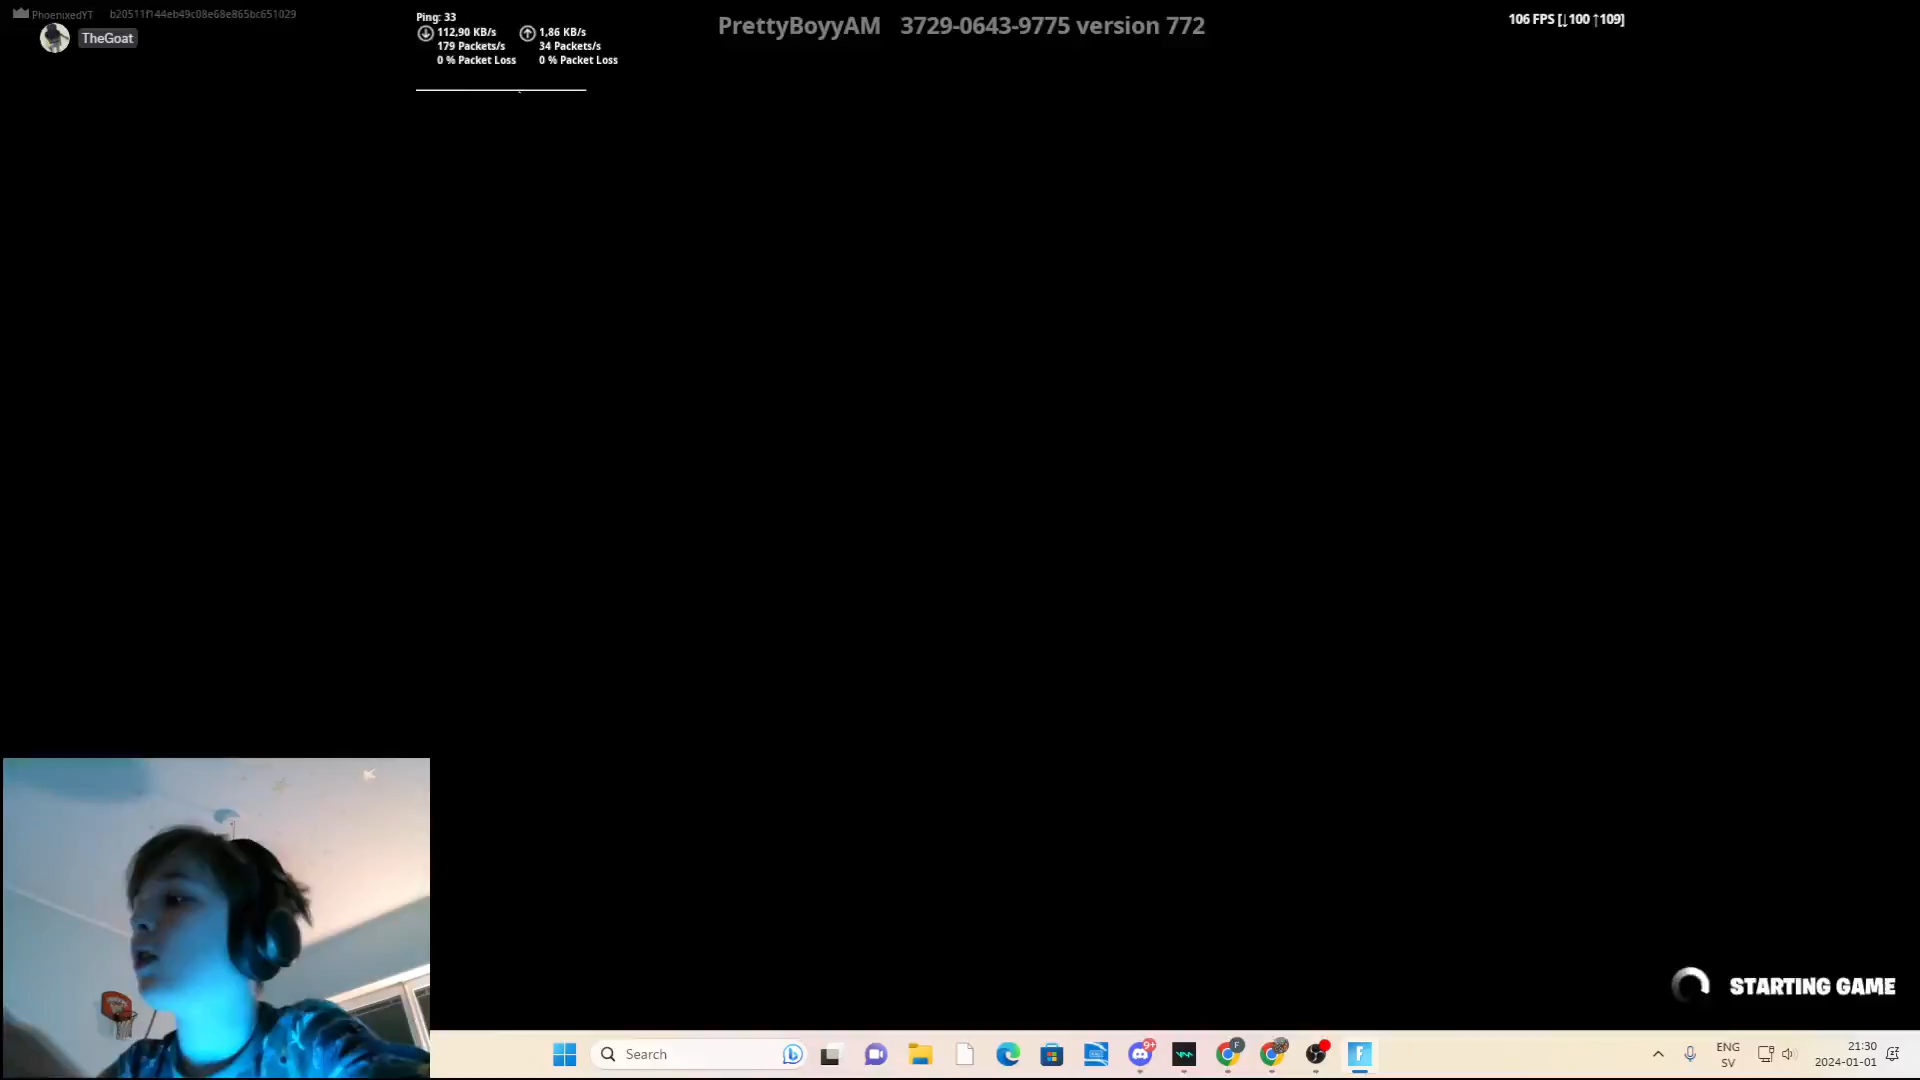 PhoenixedYT
TheGoat
Ping: 33
112,90 KB/s 1,86 KB/s
179 Packets/s 34 Packets/s
0 % Packet Loss 0 % Packet Loss
PrettyBoyyAM 3729-0643-9775 version 772
106 FPS [↓100 ↑109]
STARTING GAME
Search
9+
F
F
ENG
SV
21:30
2024-01-01